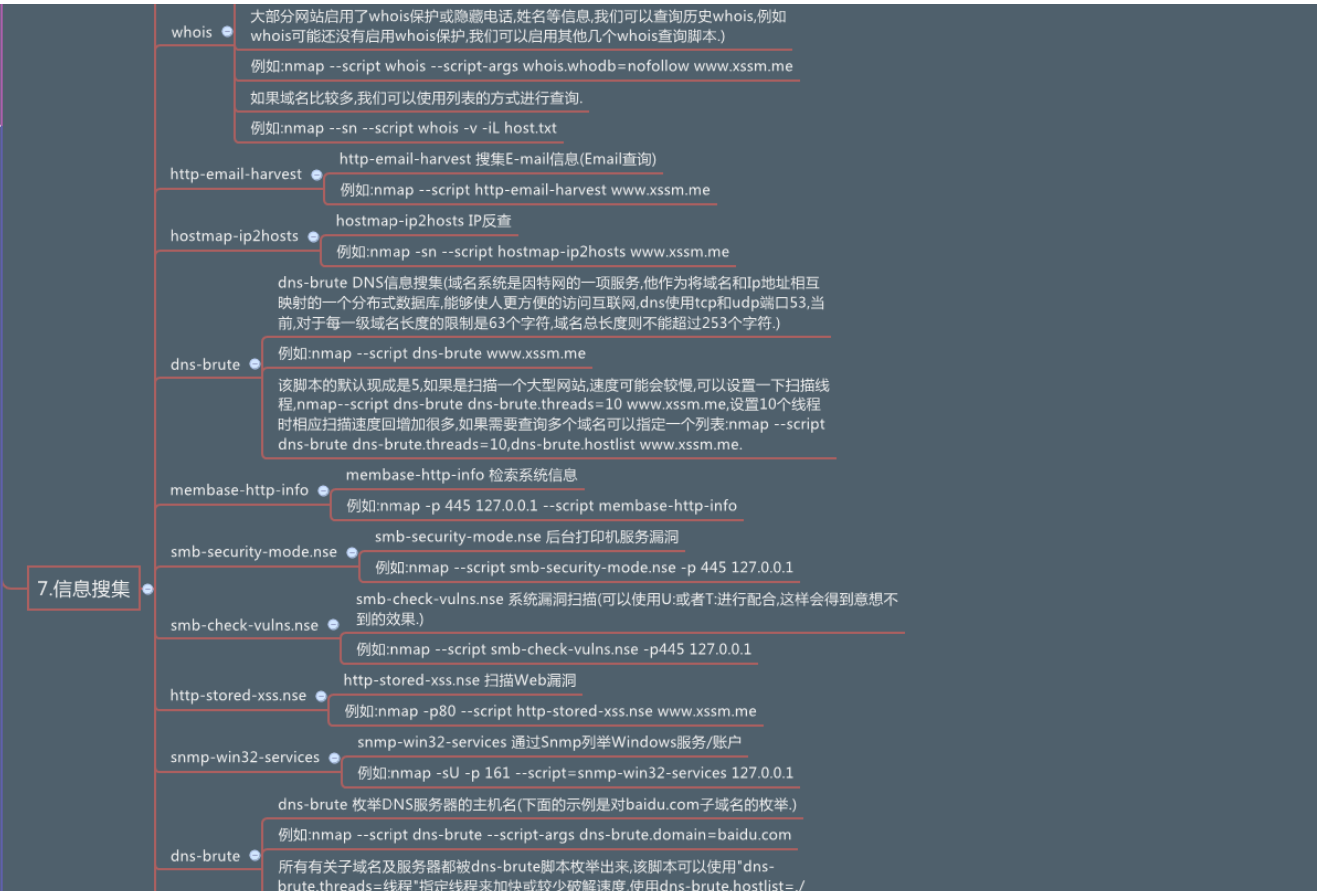 大部分网站启用了whois保护或隐藏电话,姓名等信息,我们可以查询历史whois,例如
whois可能还没有启用whois保护,我们可以启用其他几个whois查询脚本.)
whois
例如:nmap --script whois --script-args whois.whodb=nofollow www.xssm.me
如果域名比较多,我们可以使用列表的方式进行查询.
例如:nmap --sn --script whois -v -iL host.txt
http-email-harvest
http-email-harvest 搜集E-mail信息(Email查询)
例如:nmap --script http-email-harvest www.xssm.me
hostmap-ip2hosts
hostmap-ip2hosts IP反查
例如:nmap -sn --script hostmap-ip2hosts www.xssm.me
dns-brute
dns-brute DNS信息搜集(域名系统是因特网的一项服务,他作为将域名和Ip地址相互
映射的一个分布式数据库,能够使人更方便的访问互联网,dns使用tcp和udp端口53,当
前,对于每一级域名长度的限制是63个字符,域名总长度则不能超过253个字符.)
例如:nmap --script dns-brute www.xssm.me
该脚本的默认现成是5,如果是扫描一个大型网站,速度可能会较慢,可以设置一下扫描线
程,nmap--script dns-brute dns-brute.threads=10 www.xssm.me,设置10个线程
时相应扫描速度回增加很多,如果需要查询多个域名可以指定一个列表:nmap --script
dns-brute dns-brute.threads=10,dns-brute.hostlist www.xssm.me.
membase-http-info
membase-http-info 检索系统信息
例如:nmap -p 445 127.0.0.1 --script membase-http-info
smb-security-mode.nse
smb-security-mode.nse 后台打印机服务漏洞
例如:nmap --script smb-security-mode.nse -p 445 127.0.0.1
7.信息搜集
smb-check-vulns.nse
smb-check-vulns.nse 系统漏洞扫描(可以使用U:或者T:进行配合,这样会得到意想不
到的效果.)
例如:nmap --script smb-check-vulns.nse -p445 127.0.0.1
http-stored-xss.nse
http-stored-xss.nse 扫描Web漏洞
例如:nmap -p80 --script http-stored-xss.nse www.xssm.me
snmp-win32-services
snmp-win32-services 通过Snmp列举Windows服务/账户
例如:nmap -sU -p 161 --script=snmp-win32-services 127.0.0.1
dns-brute
dns-brute 枚举DNS服务器的主机名(下面的示例是对baidu.com子域名的枚举.)
例如:nmap --script dns-brute --script-args dns-brute.domain=baidu.com
所有有关子域名及服务器都被dns-brute脚本枚举出来,该脚本可以使用"dns-
brute.threads=线程"指定线程来加快或较少破解速度,使用dns-brute.hostlist=./